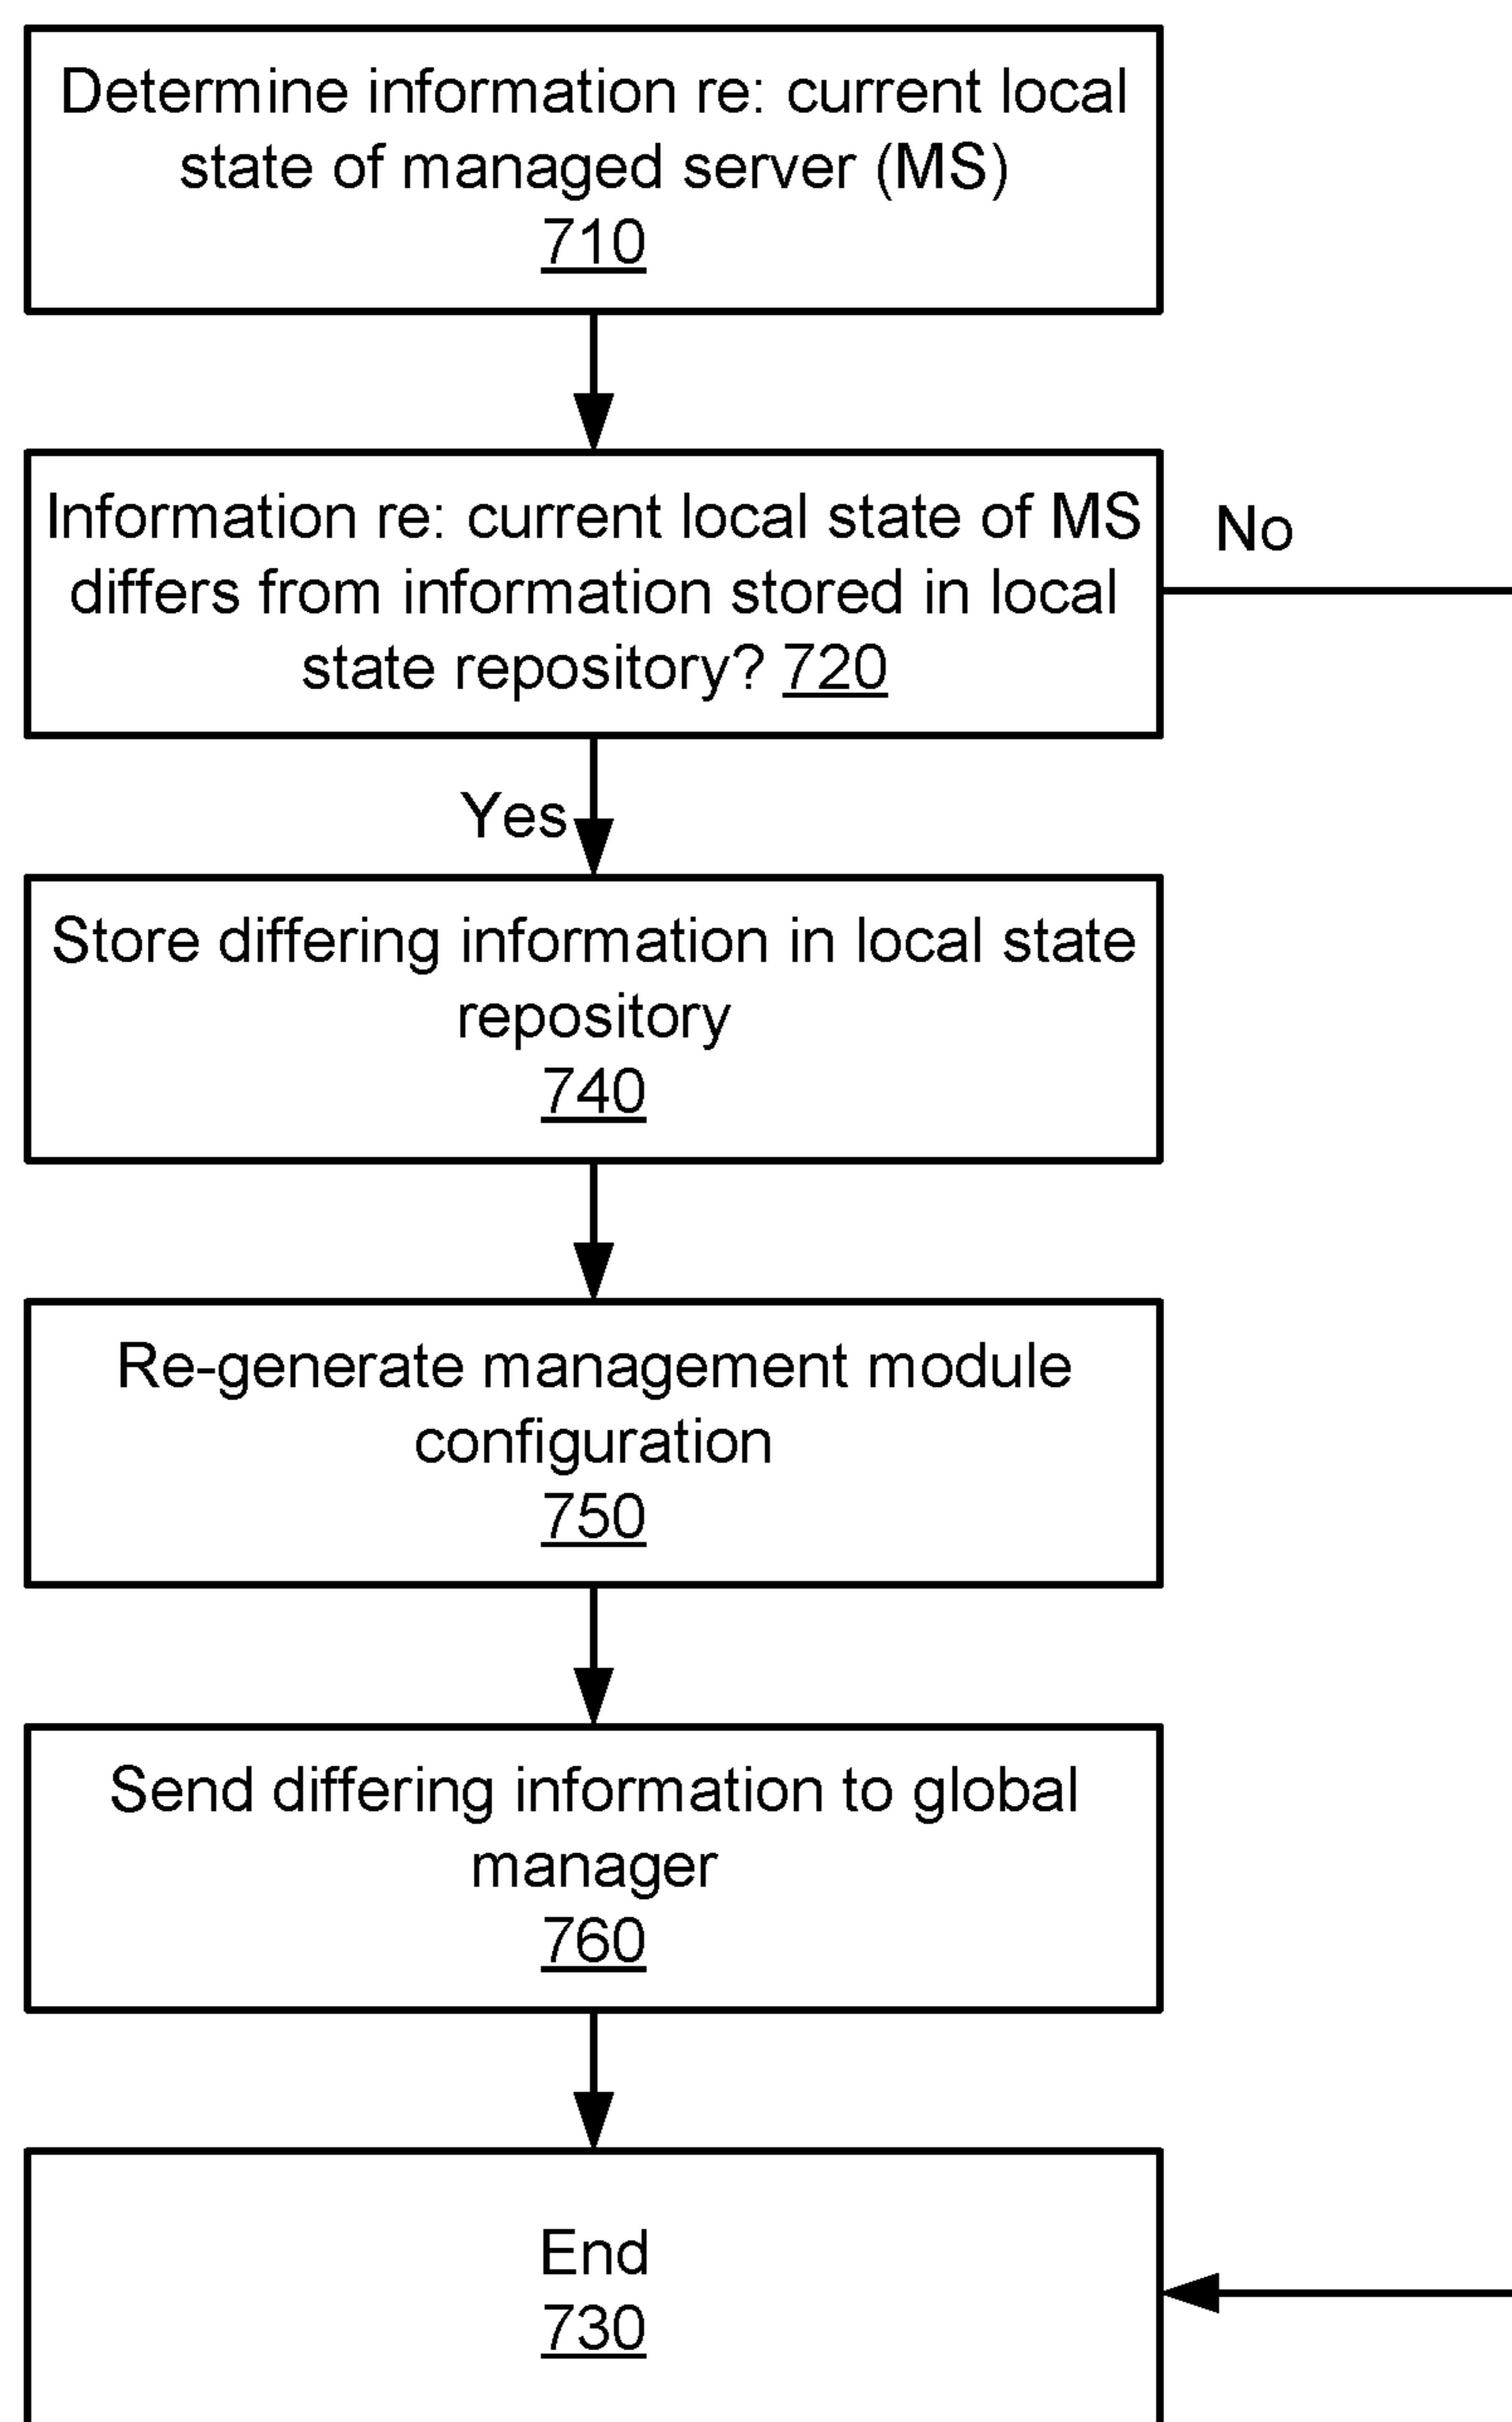 Determine information re: current local
state of managed server (MS)
710
Information re: current local state of MS
differs from information stored in local
state repository? 720
No
Yes
Store differing information in local state
repository
740
Re-generate management module
configuration
750
Send differing information to global
manager
760
End
730